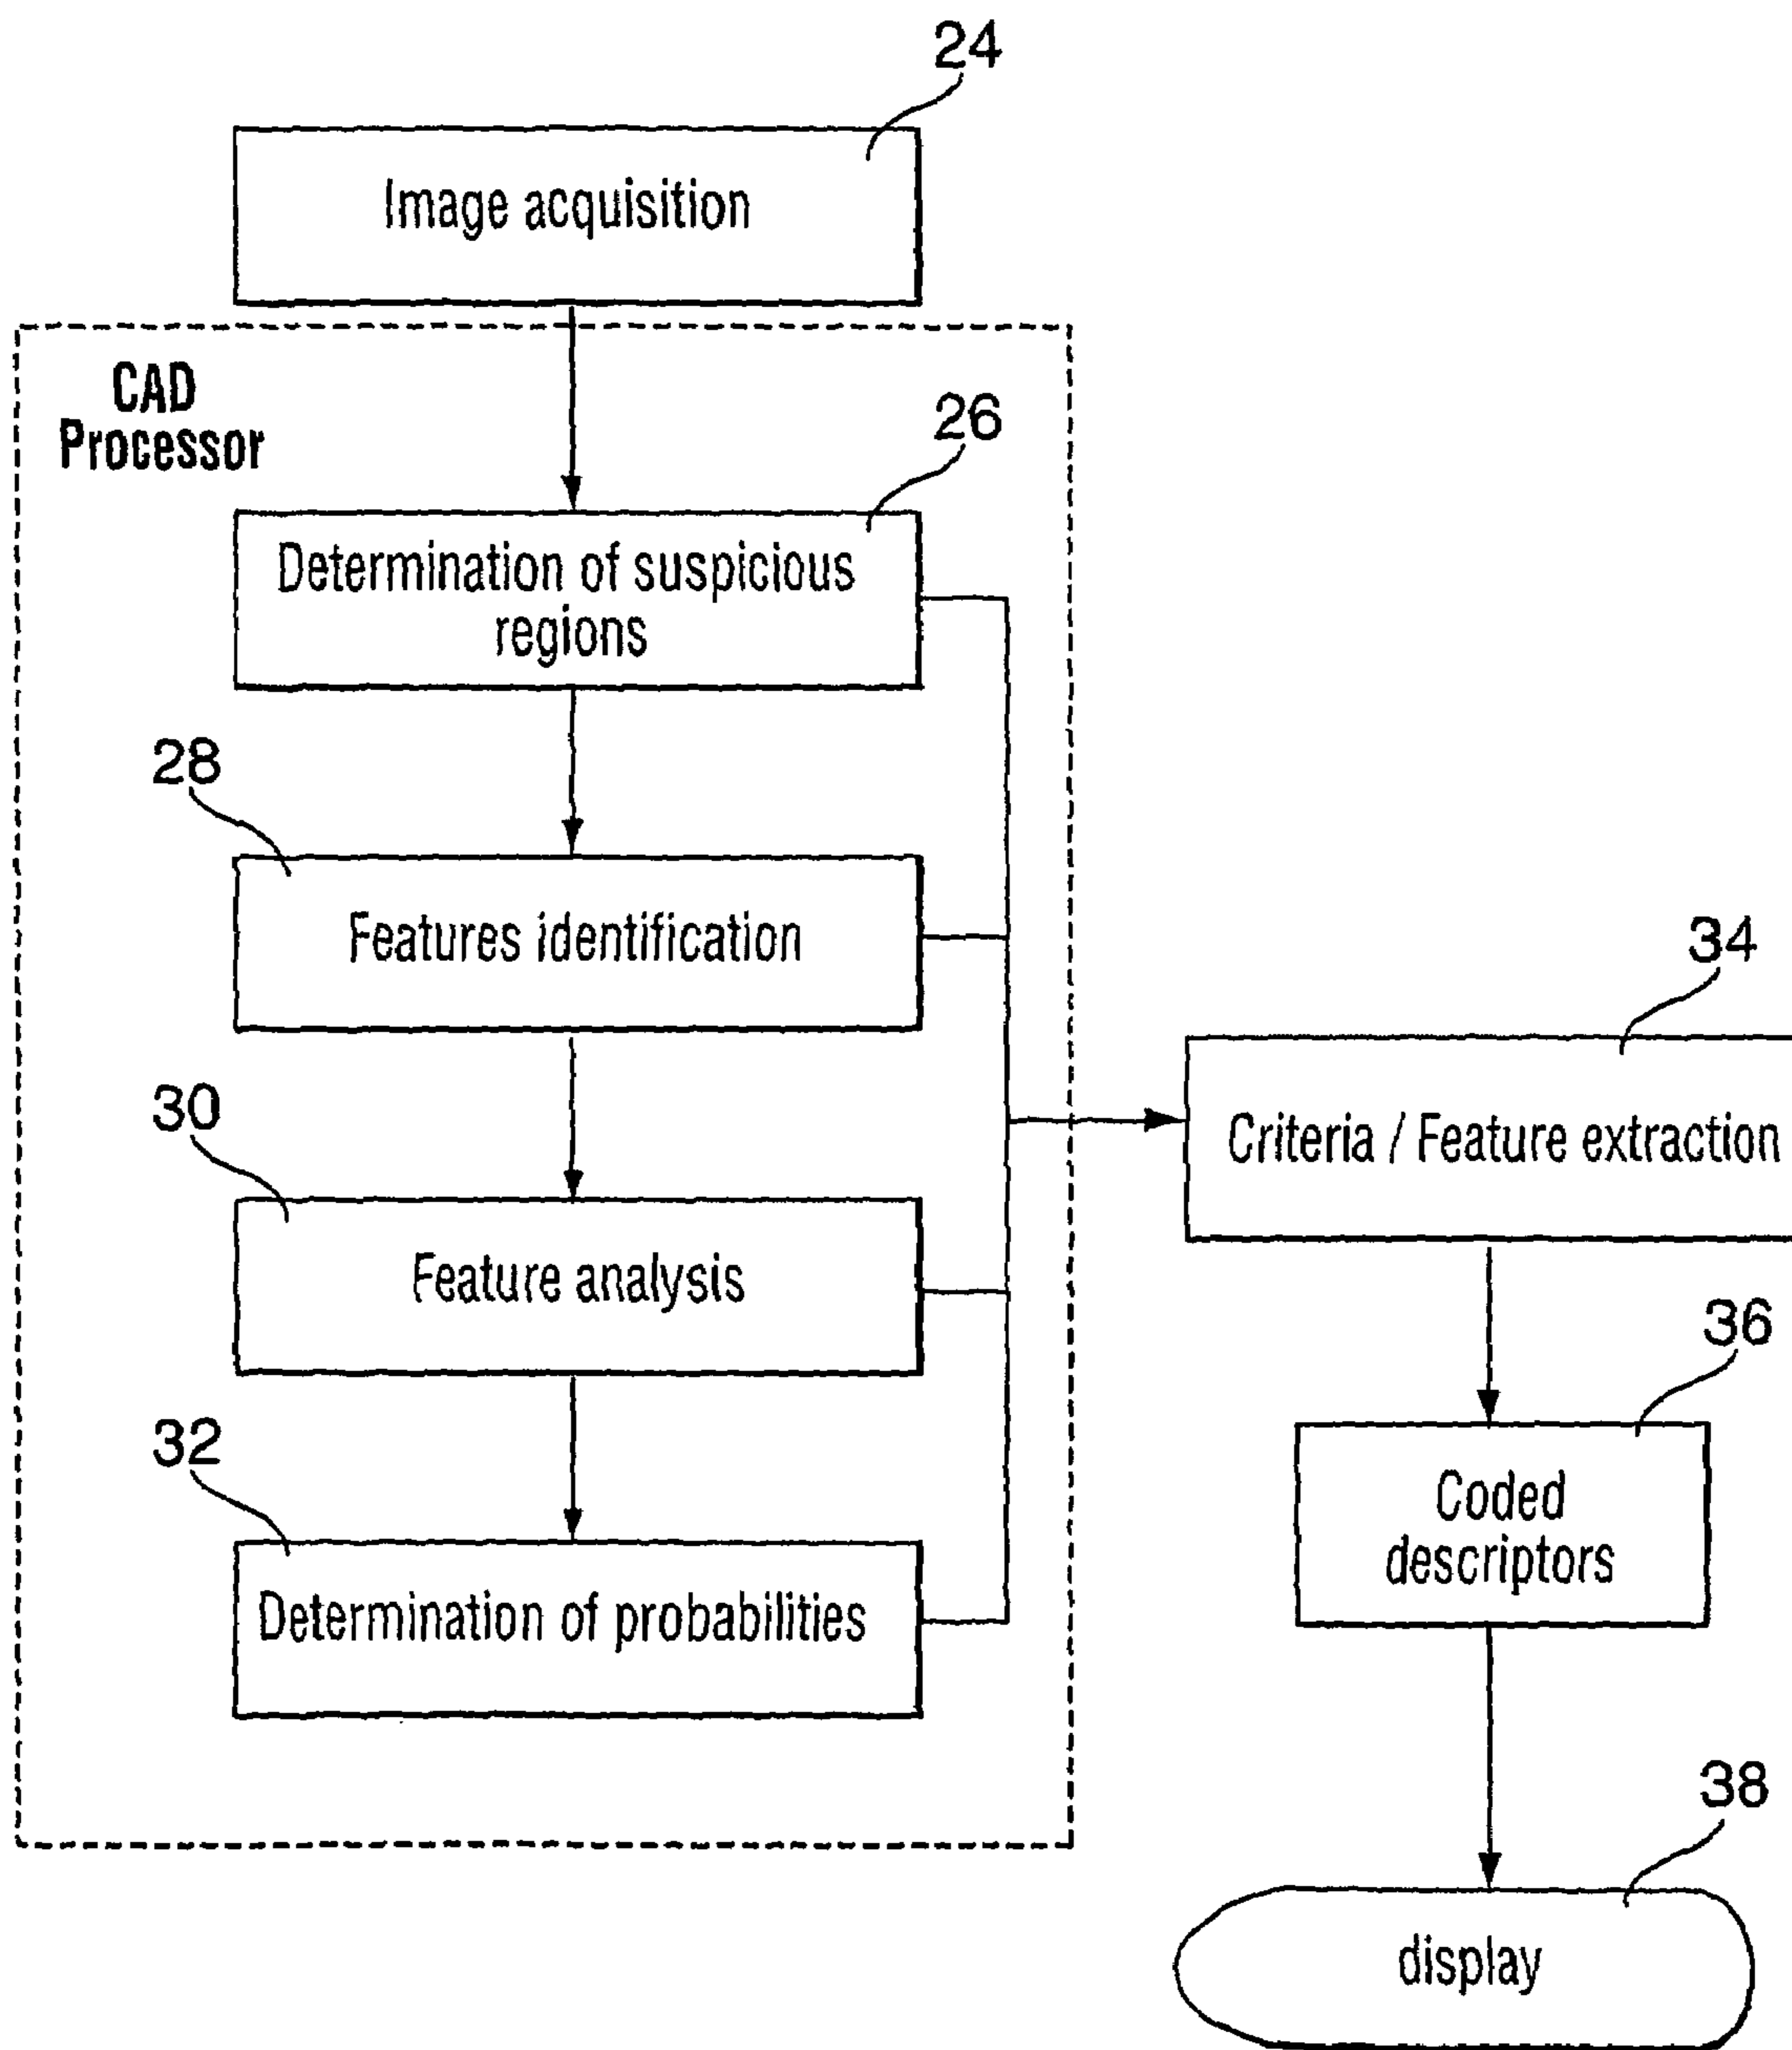 24
Image acquisition
CAD
Processor
26
Determination of suspicious
regions
28
Features identification
34
30
Criteria / Feature extraction
Feature analysis
36
32
Coded
descriptors
Determination of probabilities
38
display